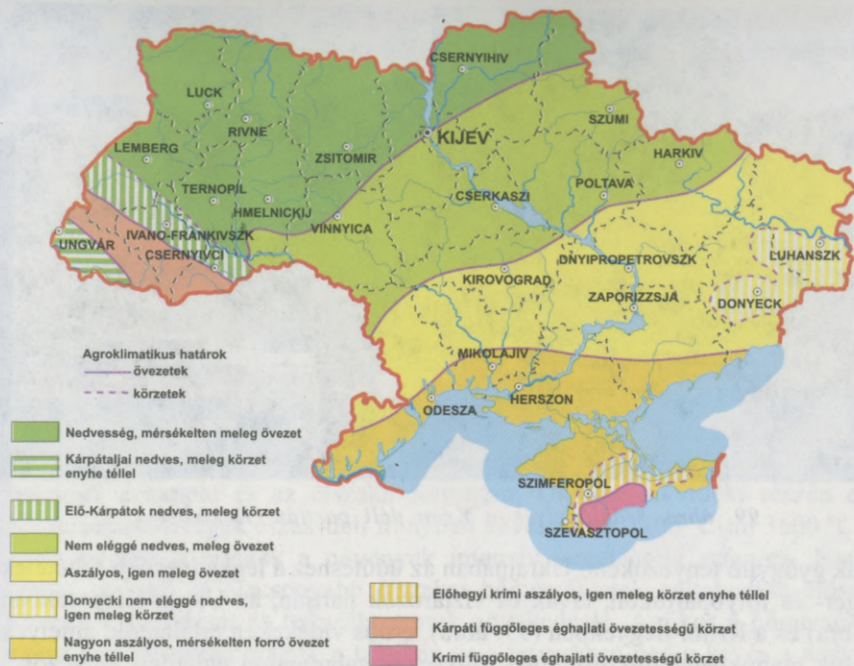 CSERNYIHIV
LUCK
RIVNE
SZUMI
KIJEV
LEMBERG
ZSITOMIR
HARKIV
TERNOPIL
HMELNICKIJ
CSERKASZI
POLTAVA
VINNYICA
UNGVÁR
IVANO-FRANKIVSZK
CSERNYIVCI
LUHANSZK
DNYIPROPETROVSZK
KIROVOGRAD
ZAPORIZZSJA
DONYECK
MIKOLAJIV
ODESZA
HERSZON
SZIMFEROPOL
SZEVASZTOPOL
Agroklimatikus határok
övezetek
körzetek
Nedvesség, mérsékelten meleg övezet
Kárpátaljai nedves, meleg körzet
enyhe téllel
Elő-Kárpátok nedves, meleg körzet
Nem eléggé nedves, meleg övezet
Aszályos, igen meleg övezet
Donyecki nem eléggé nedves,
igen meleg körzet
Nagyon aszályos, mérsékelten forró övezet
enyhe téllel
Előhegyi krími aszályos, igen meleg körzet enyhe téllel
Kárpáti függőleges éghajlati övezetességű körzet
Krími függőleges éghajlati övezetességű körzet